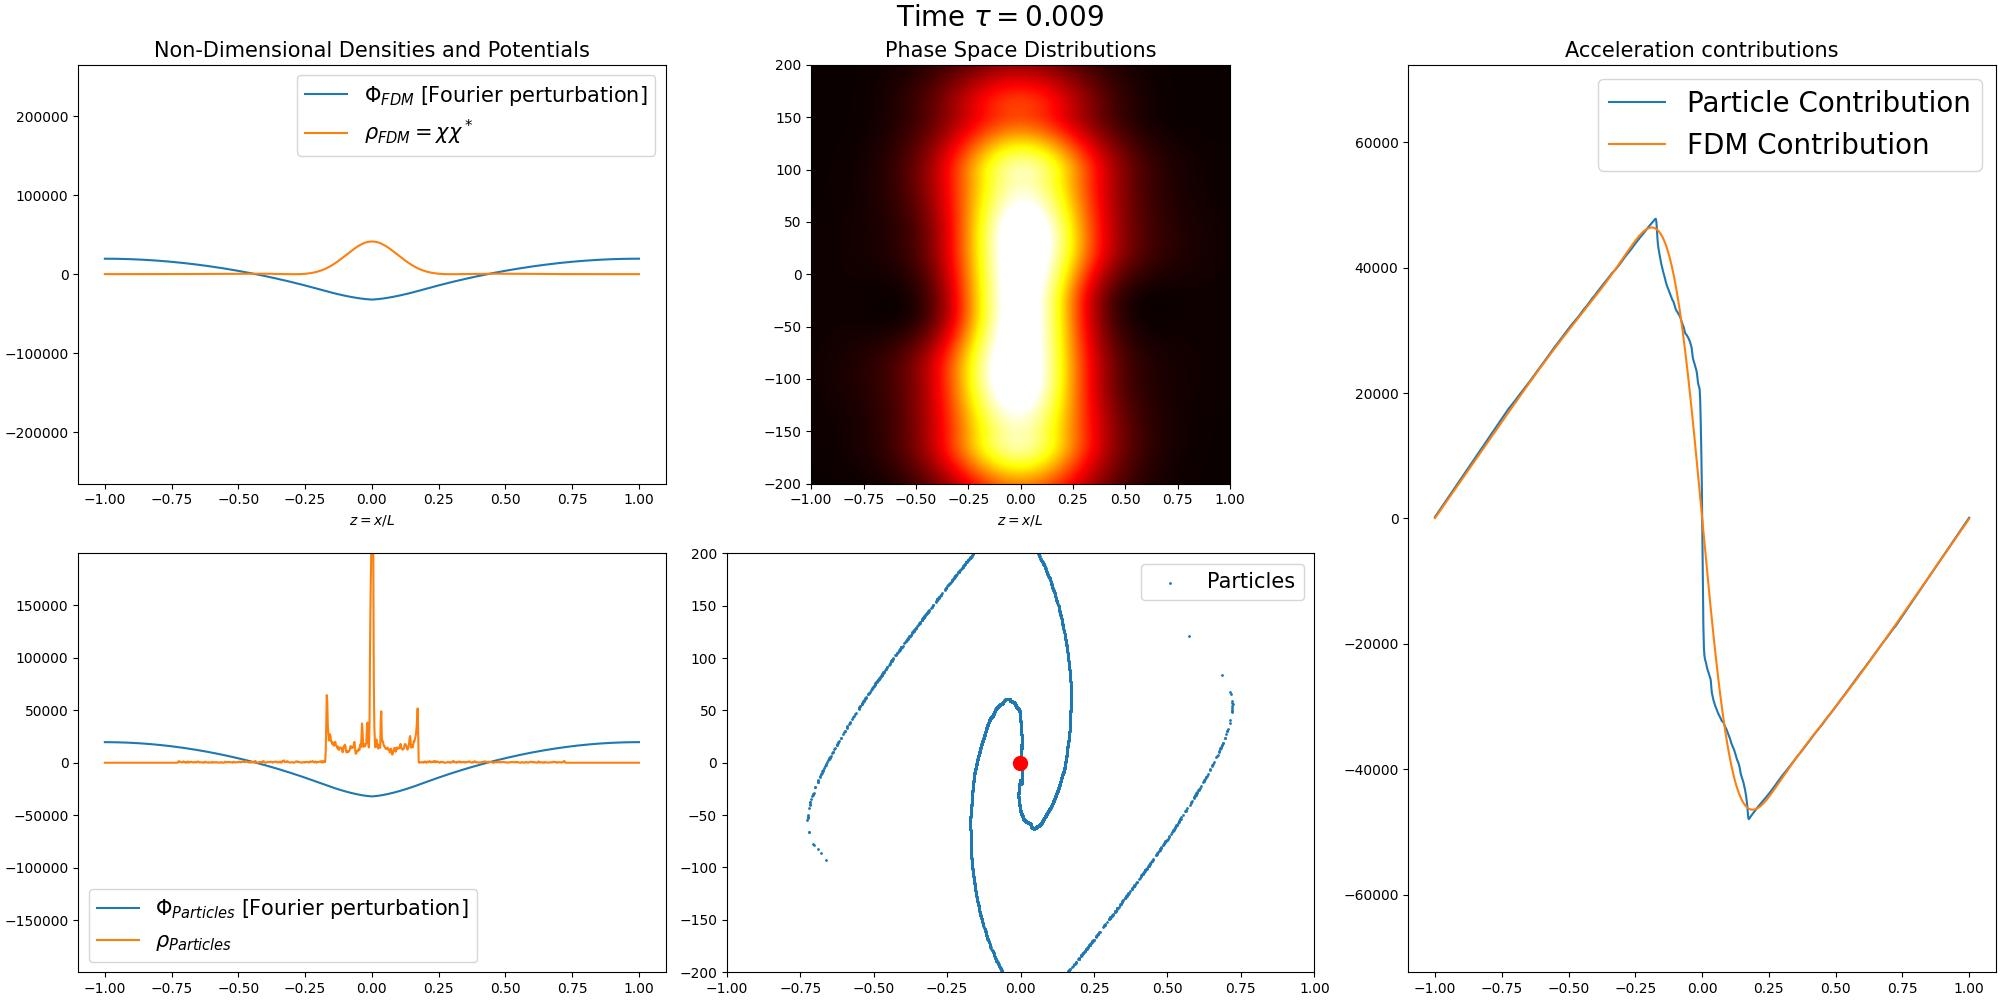 Time τ = 0.009
Non-Dimensional Densities and Potentials
Φ_FDM [Fourier perturbation]
ρ_FDM = χχ*
200000
100000
0
−100000
−200000
−1.00 −0.75 −0.50 −0.25 0.00 0.25 0.50 0.75 1.00
z = x/L
Phase Space Distributions
200
150
100
50
0
−50
−100
−150
−200
−1.00 −0.75 −0.50 −0.25 0.00 0.25 0.50 0.75 1.00
z = x/L
Acceleration contributions
Particle Contribution
FDM Contribution
60000
40000
20000
0
−20000
−40000
−60000
−1.00 −0.75 −0.50 −0.25 0.00 0.25 0.50 0.75 1.00
150000
100000
50000
0
−50000
−100000
−150000
Φ_Particles [Fourier perturbation]
ρ_Particles
−1.00 −0.75 −0.50 −0.25 0.00 0.25 0.50 0.75 1.00
Particles
200
150
100
50
0
−50
−100
−150
−200
−1.00 −0.75 −0.50 −0.25 0.00 0.25 0.50 0.75 1.00